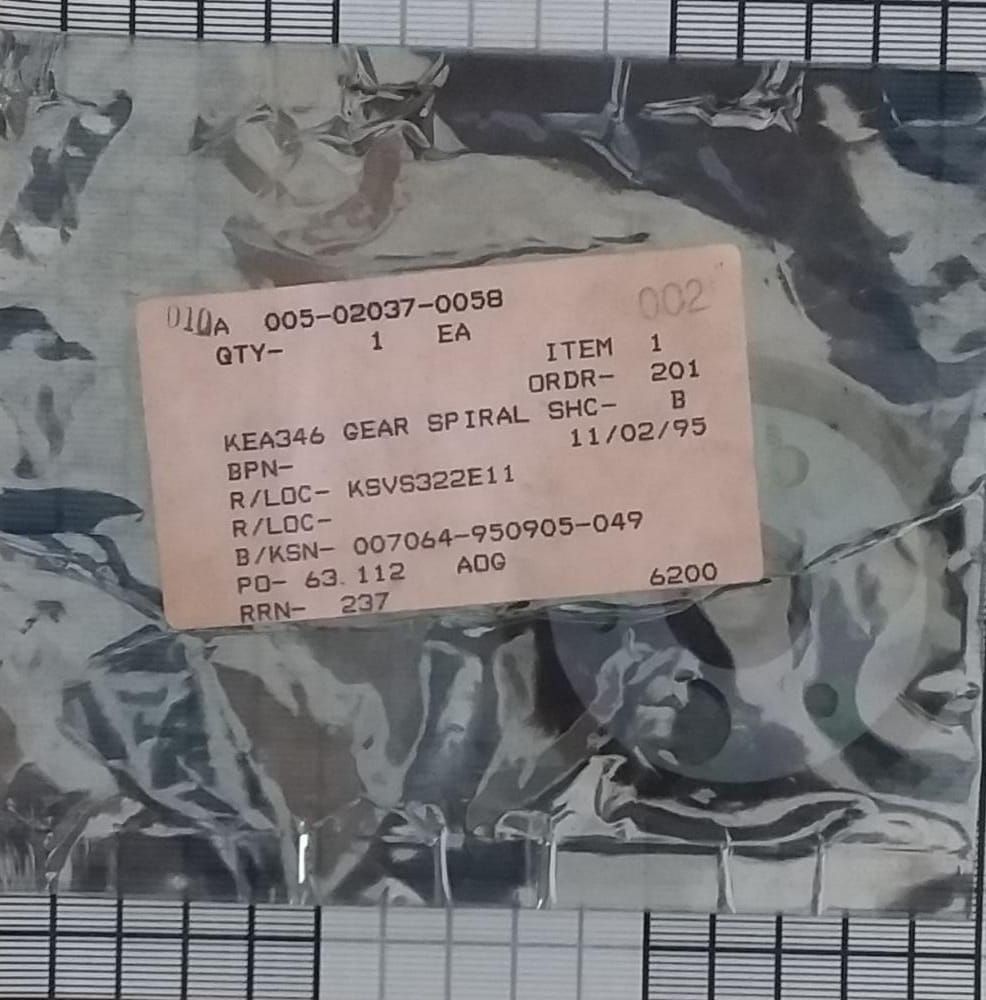 010A 005-02037-0058 002
QTY- 1 EA
ITEM 1
ORDR- 201
KEA346 GEAR SPIRAL SHC- B
BPN- 11/02/95
R/LOC- KSVS322E11
R/LOC-
B/KSN- 007064-950905-049
PO- 63.112 AOG
RRN- 237 6200